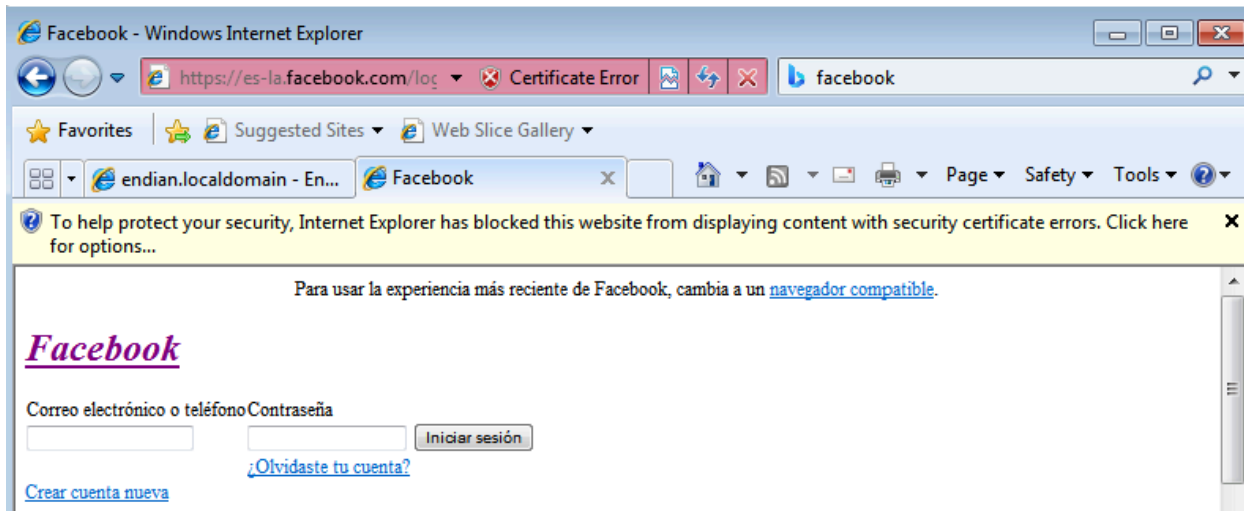 Facebook - Windows Internet Explorer
https://es-la.facebook.com/log Certificate Error facebook
Favorites Suggested Sites Web Slice Gallery
endian.localdomain - En... Facebook Page Safety Tools
To help protect your security, Internet Explorer has blocked this website from displaying content with security certificate errors. Click here
for options...
Para usar la experiencia más reciente de Facebook, cambia a un navegador compatible.
Facebook
Correo electrónico o teléfono Contraseña
Iniciar sesión
¿Olvidaste tu cuenta?
Crear cuenta nueva